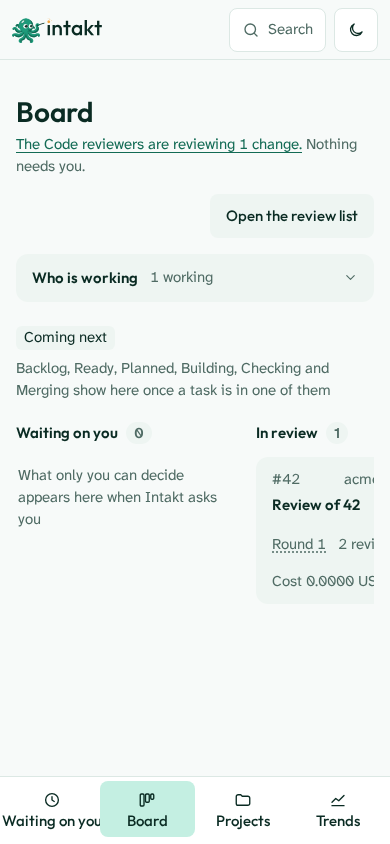 intakt
Search
Board
The Code reviewers are reviewing 1 change. Nothing
needs you.
Open the review list
Who is working 1 working
Coming next
Backlog, Ready, Planned, Building, Checking and
Merging show here once a task is in one of them
Waiting on you 0
What only you can decide
appears here when Intakt asks
you
In review 1
#42 acme
Review of 42
Round 1 2 revi
Cost 0.0000 US
Waiting on you
Board
Projects
Trends